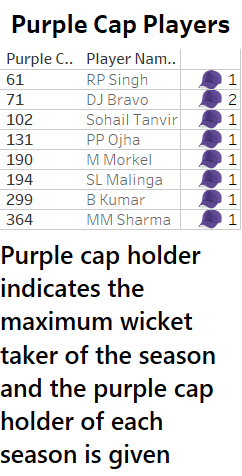 Purple Cap Players
Purple C.. Player Nam..
61 RP Singh 1
71 DJ Bravo 2
102 Sohail Tanvir 1
131 PP Ojha 1
190 M Morkel 1
194 SL Malinga 1
299 B Kumar 1
364 MM Sharma 1
Purple cap holder
indicates the
maximum wicket
taker of the season
and the purple cap
holder of each
season is given